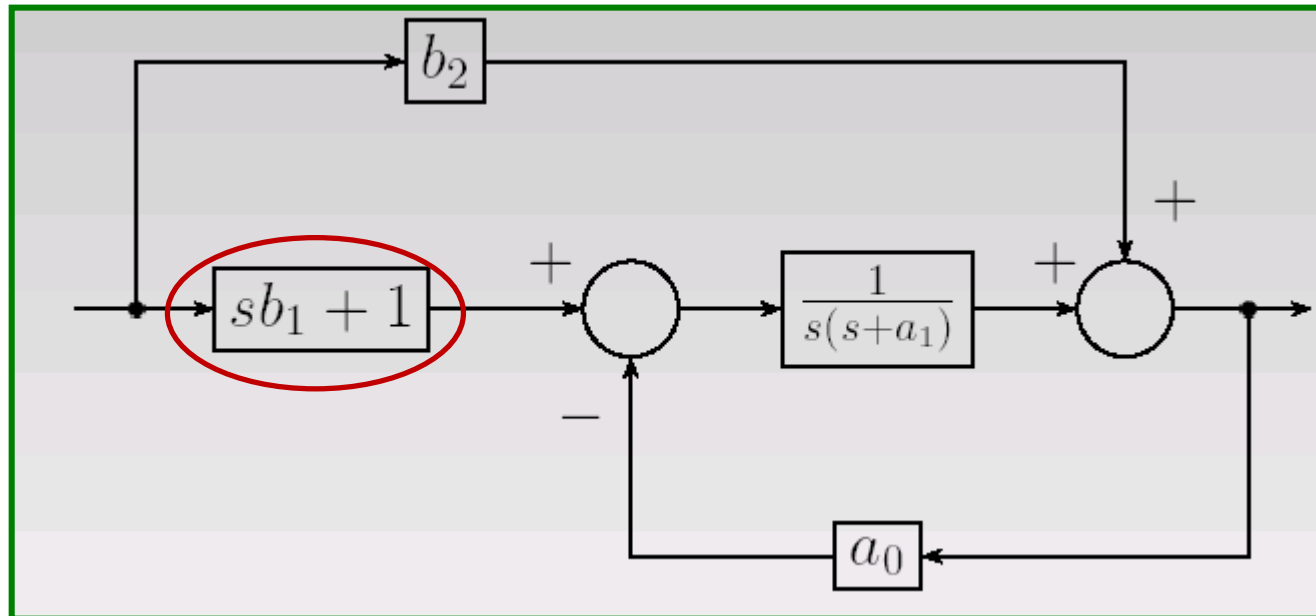 b₂
+
+ +
sb₁ + 1
1
s(s+a₁)
−
a₀